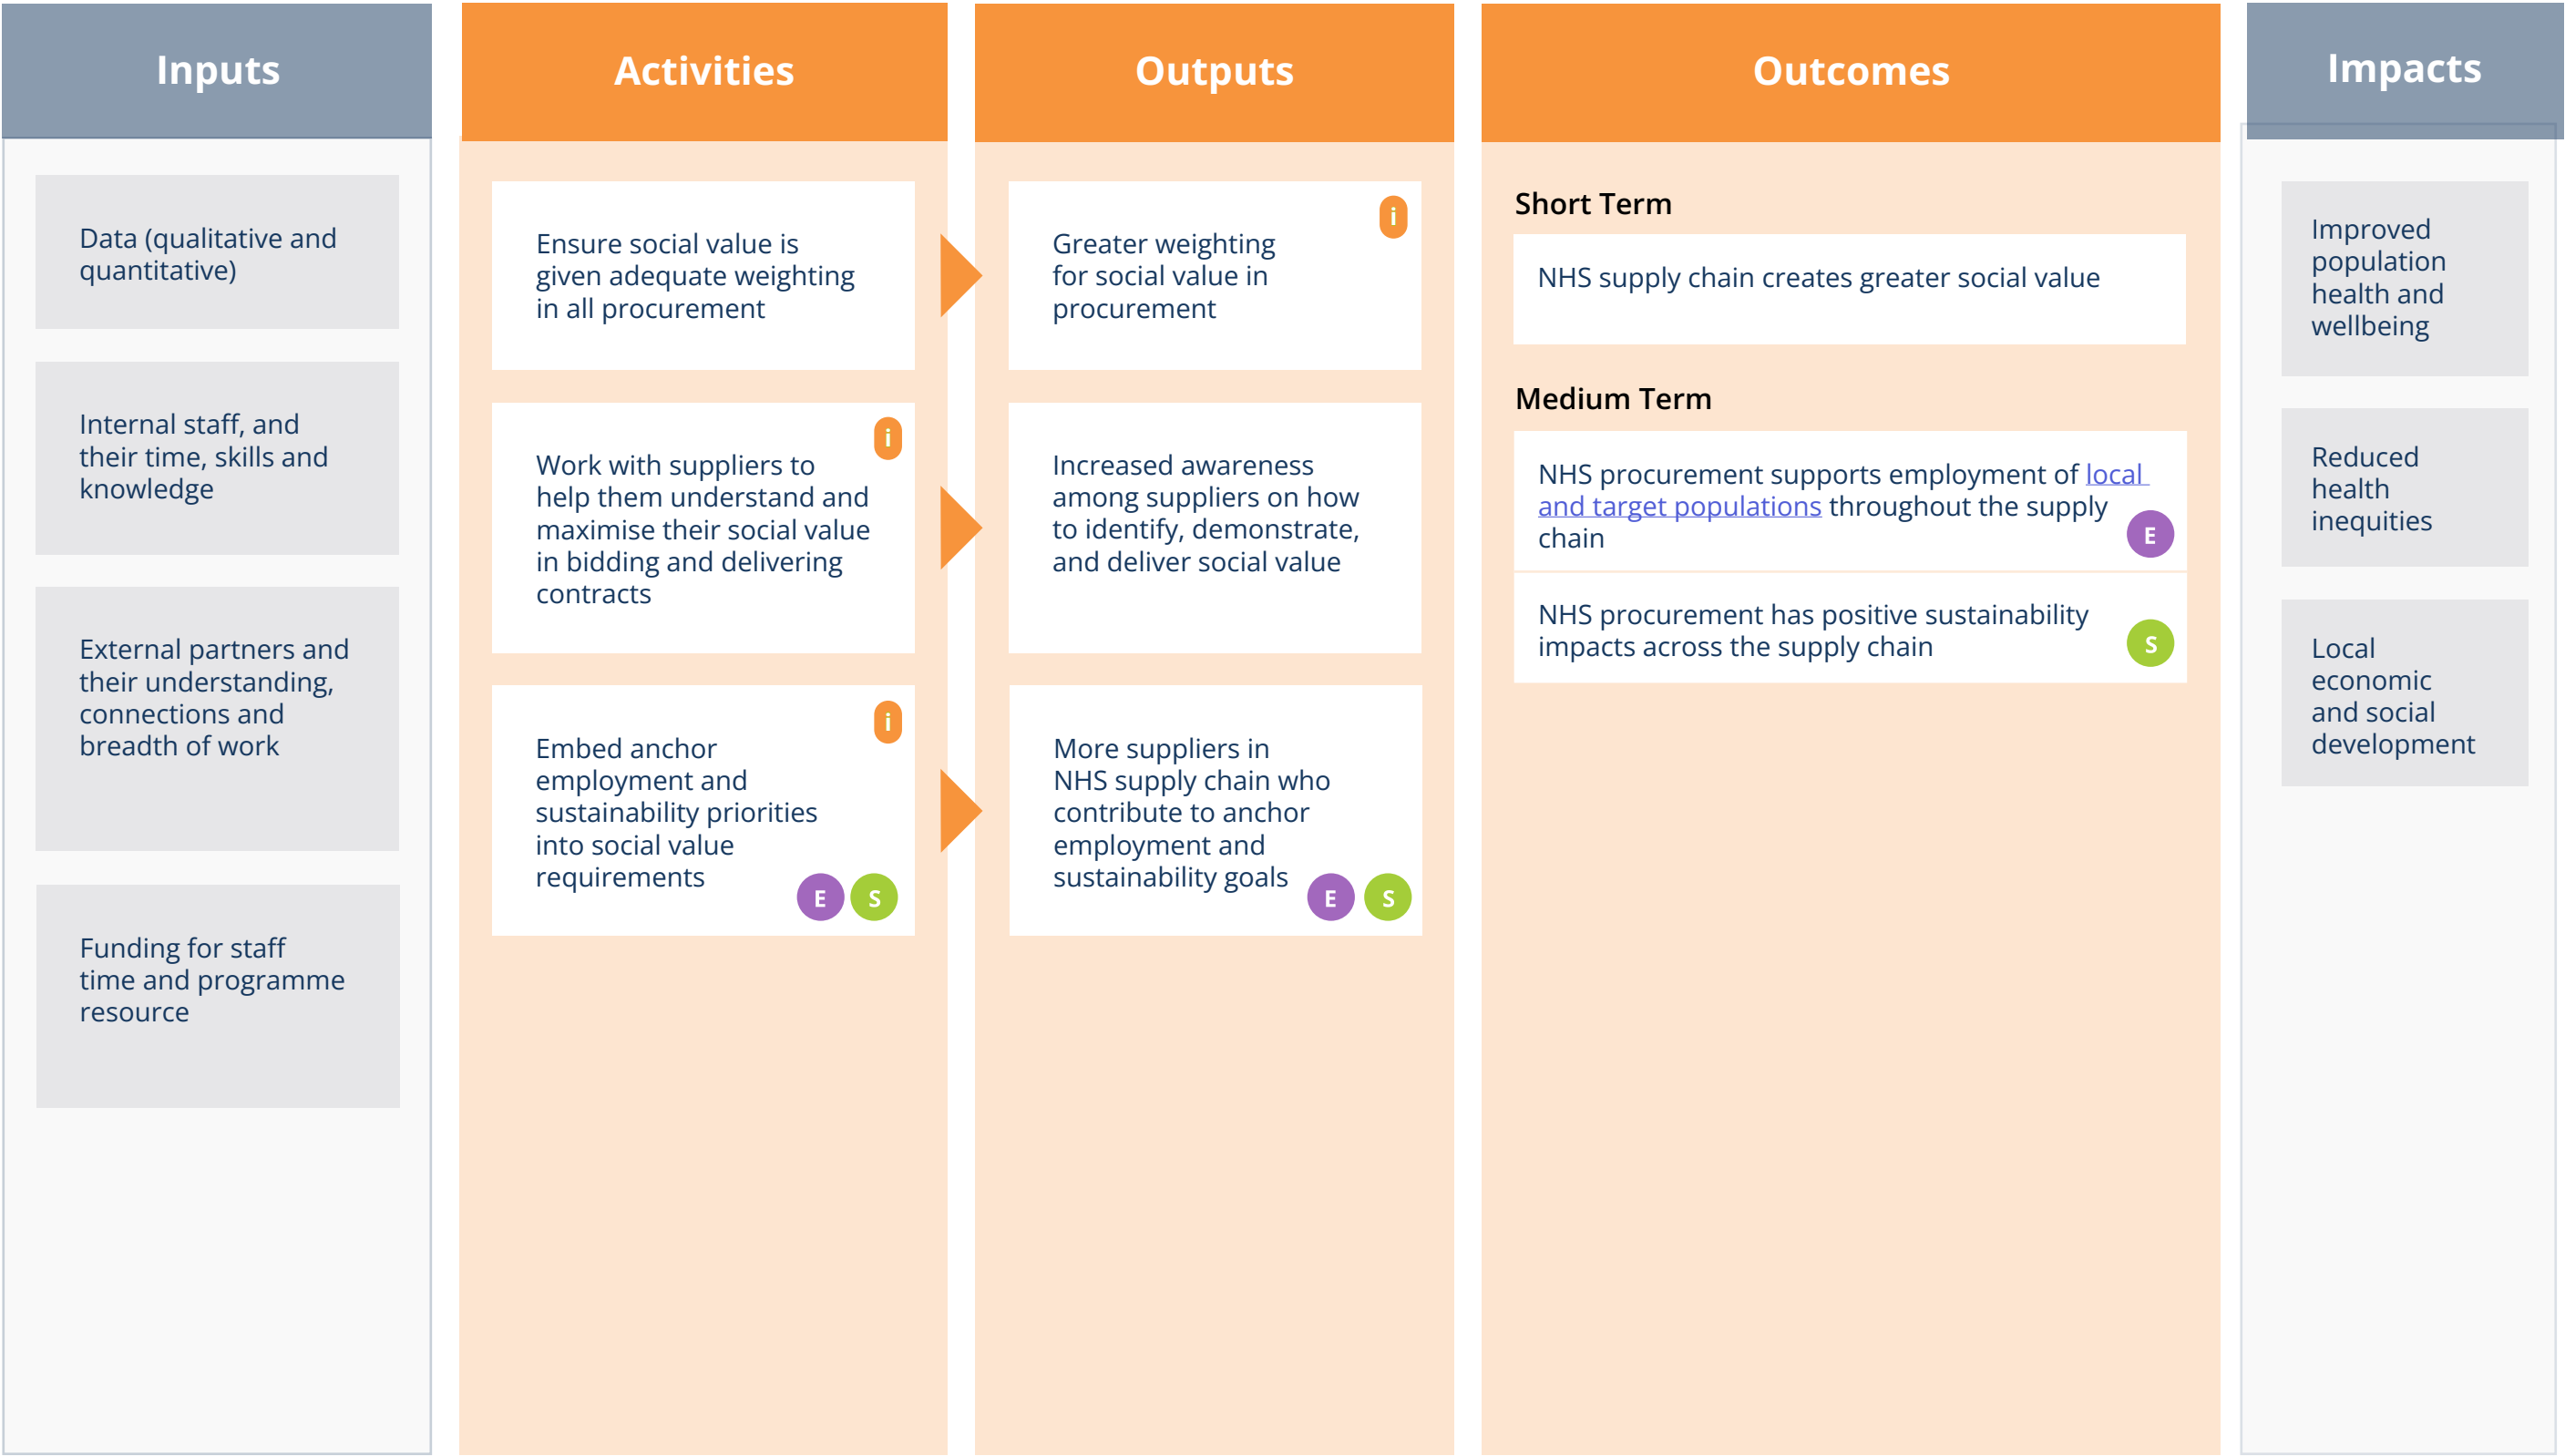 Inputs
Data (qualitative and
quantitative)
Internal staff, and
their time, skills and
knowledge
External partners and
their understanding,
connections and
breadth of work
Funding for staff
time and programme
resource
Activities
Ensure social value is
given adequate weighting
in all procurement
i
Work with suppliers to
help them understand and
maximise their social value
in bidding and delivering
contracts
i
Embed anchor
employment and
sustainability priorities
into social value
requirements
E S
Outputs
i
Greater weighting
for social value in
procurement
Increased awareness
among suppliers on how
to identify, demonstrate,
and deliver social value
More suppliers in
NHS supply chain who
contribute to anchor
employment and
sustainability goals
E S
Outcomes
Short Term
NHS supply chain creates greater social value
Medium Term
NHS procurement supports employment of local
and target populations throughout the supply
chain
E
NHS procurement has positive sustainability
impacts across the supply chain
S
Impacts
Improved
population
health and
wellbeing
Reduced
health
inequities
Local
economic
and social
development